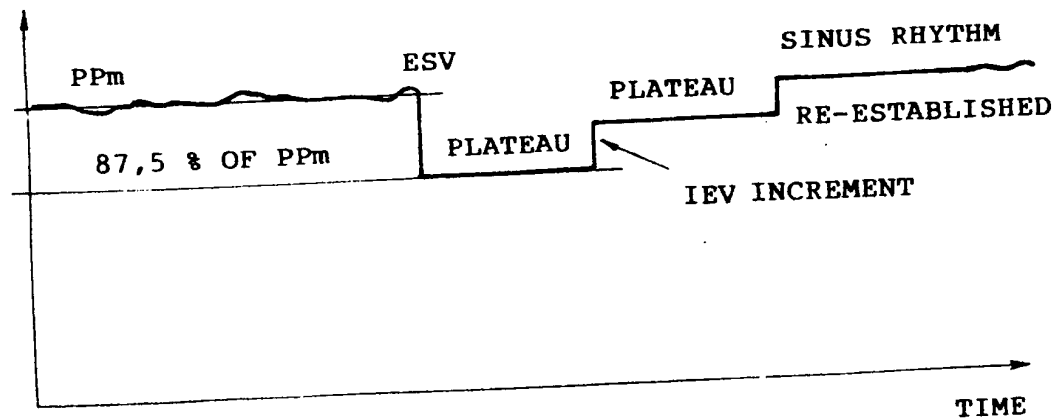 SINUS RHYTHM
PPm
ESV
PLATEAU
RE-ESTABLISHED
87,5 % OF PPm
PLATEAU
IEV INCREMENT
TIME